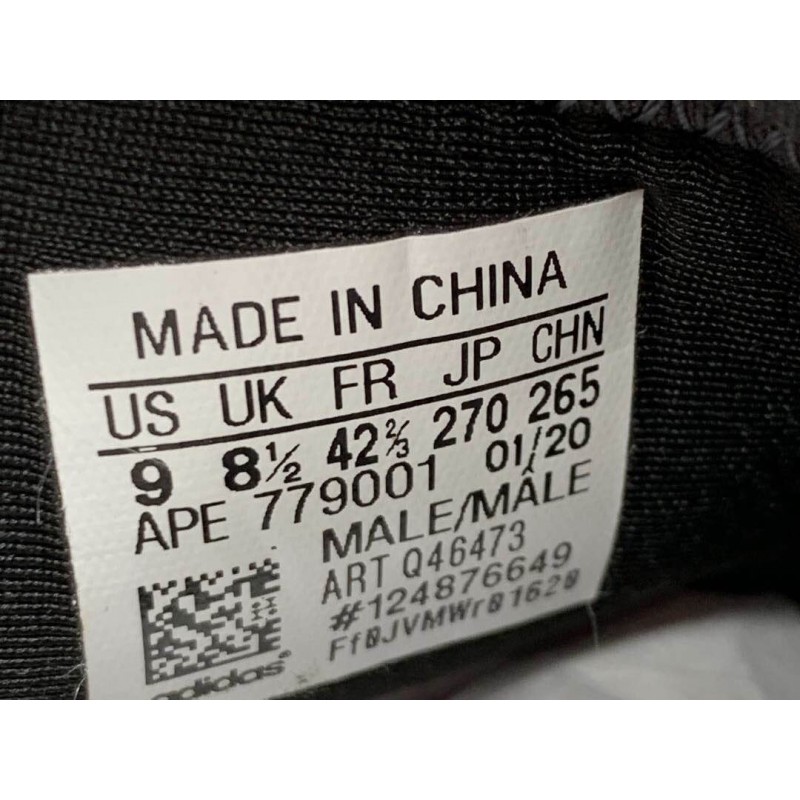 MADE IN CHINA
US UK FR JP CHN
9 8½ 42⅔ 270 265
APE 779001 01/20
MALE/MÂLE
ART Q46473
#124876649
Ff0JVMWr01620
adidas®